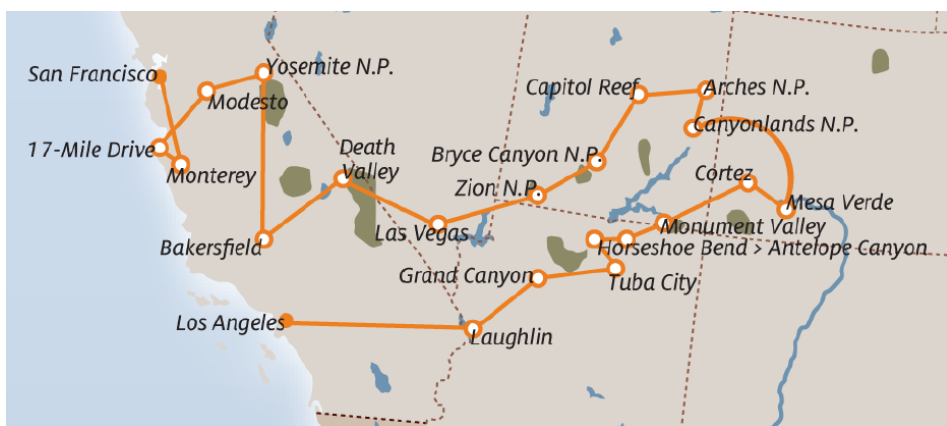 San Francisco
Yosemite N.P.
Modesto
Capitol Reef
Arches N.P.
Canyonlands N.P.
17-Mile Drive
Monterey
Death
Valley
Bryce Canyon N.P.
Cortez
Zion N.P.
Mesa Verde
Las Vegas
Monument Valley
Bakersfield
Horseshoe Bend > Antelope Canyon
Grand Canyon
Tuba City
Los Angeles
Laughlin